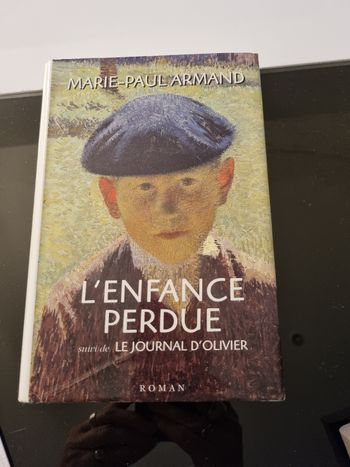 MARIE-PAUL ARMAND
L'ENFANCE
PERDUE
suivi de LE JOURNAL D'OLIVIER
ROMAN